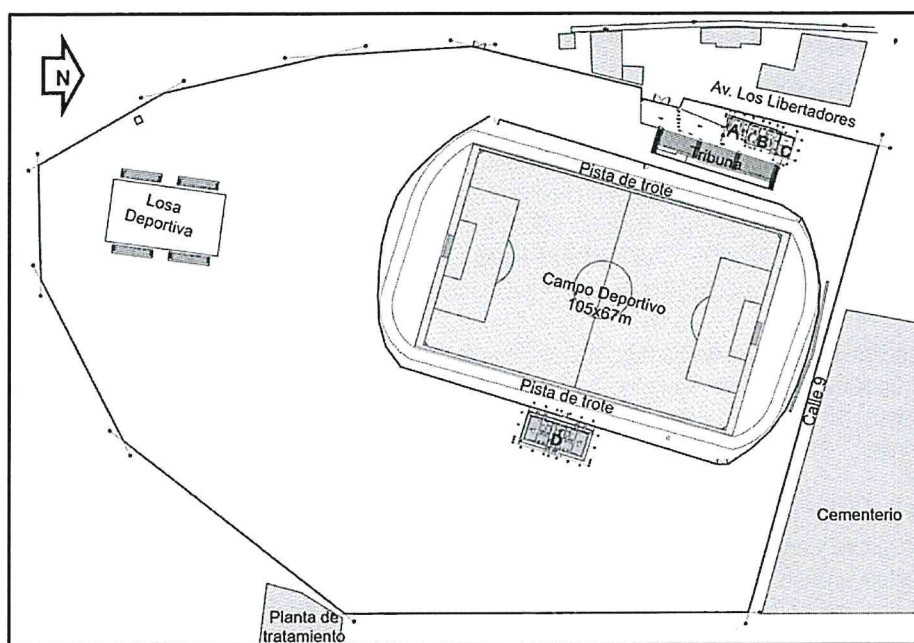 N
Av. Los Libertadores
A
B
C
Tribuna
Pista de trote
Losa
Deportiva
Campo Deportivo
105x67m
Pista de trote
D
Calle 9
Cementerio
Planta de
tratamiento